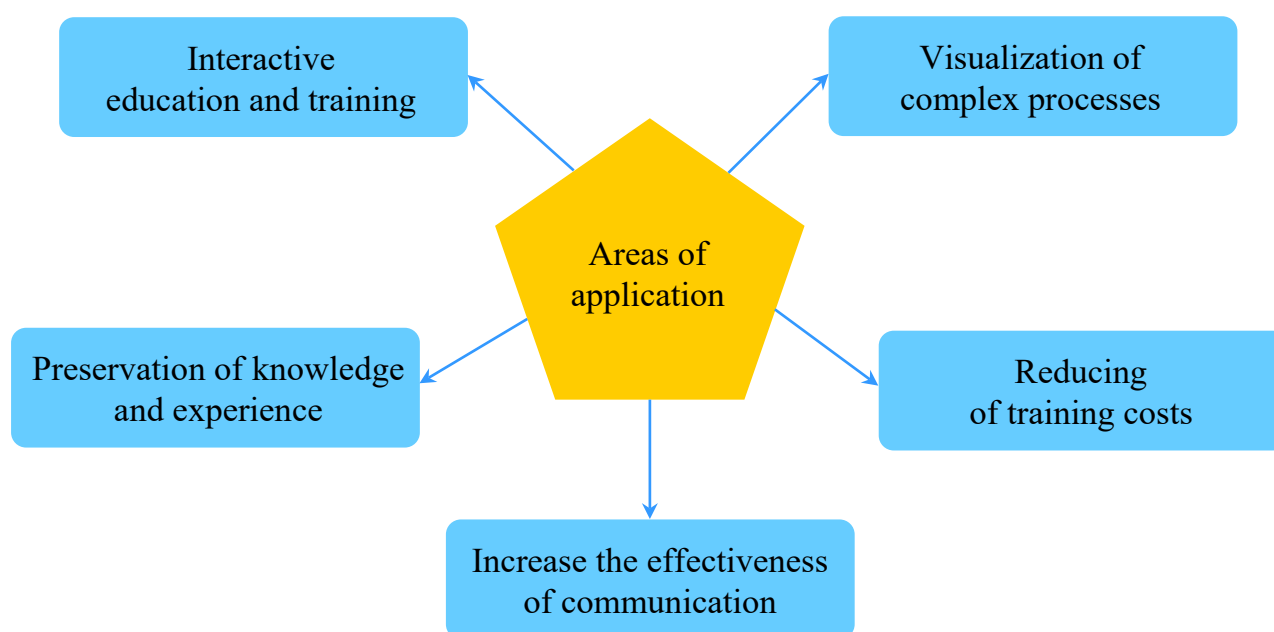 Interactive
education and training
Visualization of
complex processes
Areas of
application
Preservation of knowledge
and experience
Reducing
of training costs
Increase the effectiveness
of communication